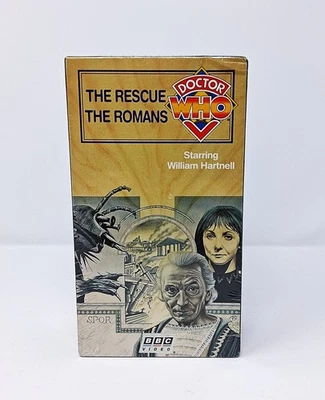 THE RESCUE
THE ROMANS
DOCTOR
WHO
Starring
William Hartnell
SPQR
BBC
VIDEO